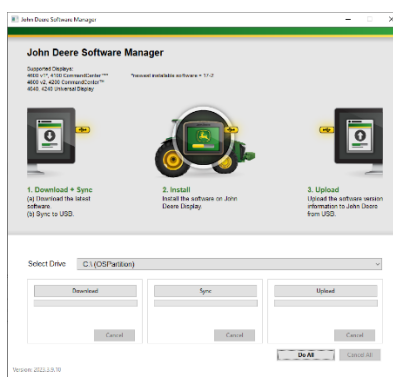 John Deere Software Manager
John Deere Software Manager
Supported Displays:
4600 v1*, 4100 CommandCenter™
4600 v2, 4200 CommandCenter™
4640, 4240 Universal Display
software
1. Download + Sync
(a) Download the latest
software.
(b) Sync to USB.
2. Install
Install the software on John
Deere Display.
3. Upload
Upload the software version
information to John Deere
from USB.
Select Drive
C:\ (OSPartition)
Download
Sync
Upload
Cancel
Cancel
Cancel
Do All
Cancel All